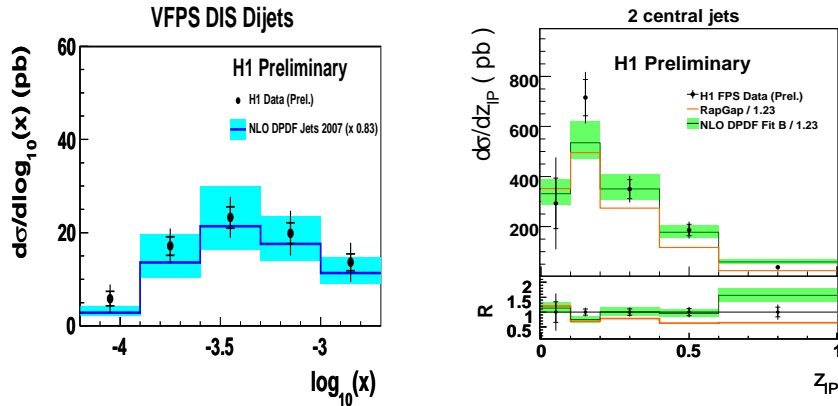 VFPS DIS Dijets
dσ/dlog10(x) (pb)
60
40
20
0
H1 Preliminary
H1 Data (Prel.)
NLO DPDF Jets 2007 (x 0.83)
-4
-3.5
-3
log10(x)
2 central jets
dσ/dzIP ( pb )
800
600
400
200
H1 Preliminary
H1 FPS Data (Prel.)
RapGap / 1.23
NLO DPDF Fit B / 1.23
R
1.5
1
0.5
0
0.5
1
zIP